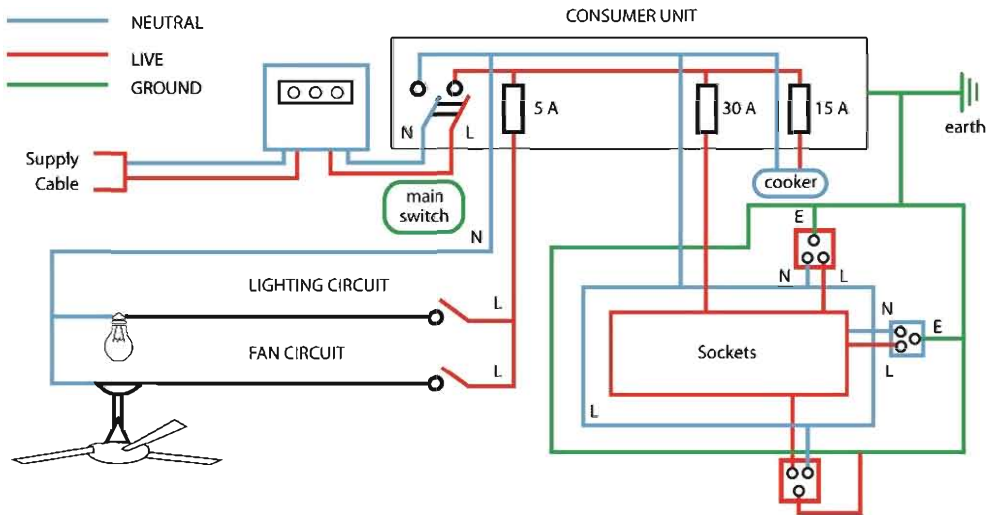 NEUTRAL
LIVE
GROUND
CONSUMER UNIT
5 A
30 A
15 A
N
L
earth
Supply
Cable
main
switch
cooker
N
E
N
L
LIGHTING CIRCUIT
L
N
E
L
FAN CIRCUIT
L
Sockets
L